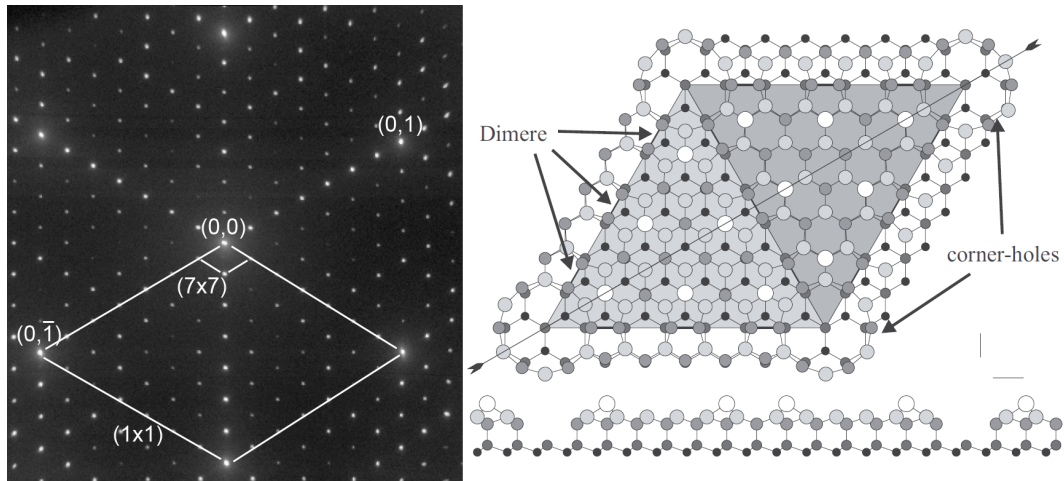 (0,1)
(0,0)
(7x7)
(0,1̅)
(1x1)
Dimere
corner-holes